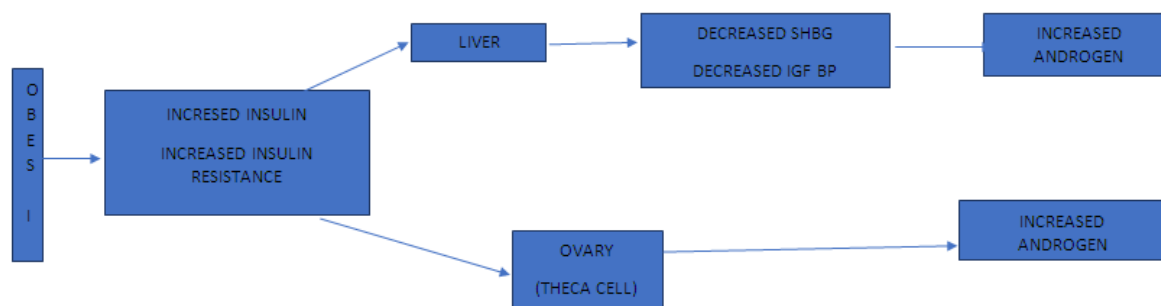 O
B
E
S
I
INCRESED INSULIN
INCREASED INSULIN
RESISTANCE
LIVER
DECREASED SHBG
DECREASED IGF BP
INCREASED
ANDROGEN
OVARY
(THECA CELL)
INCREASED
ANDROGEN